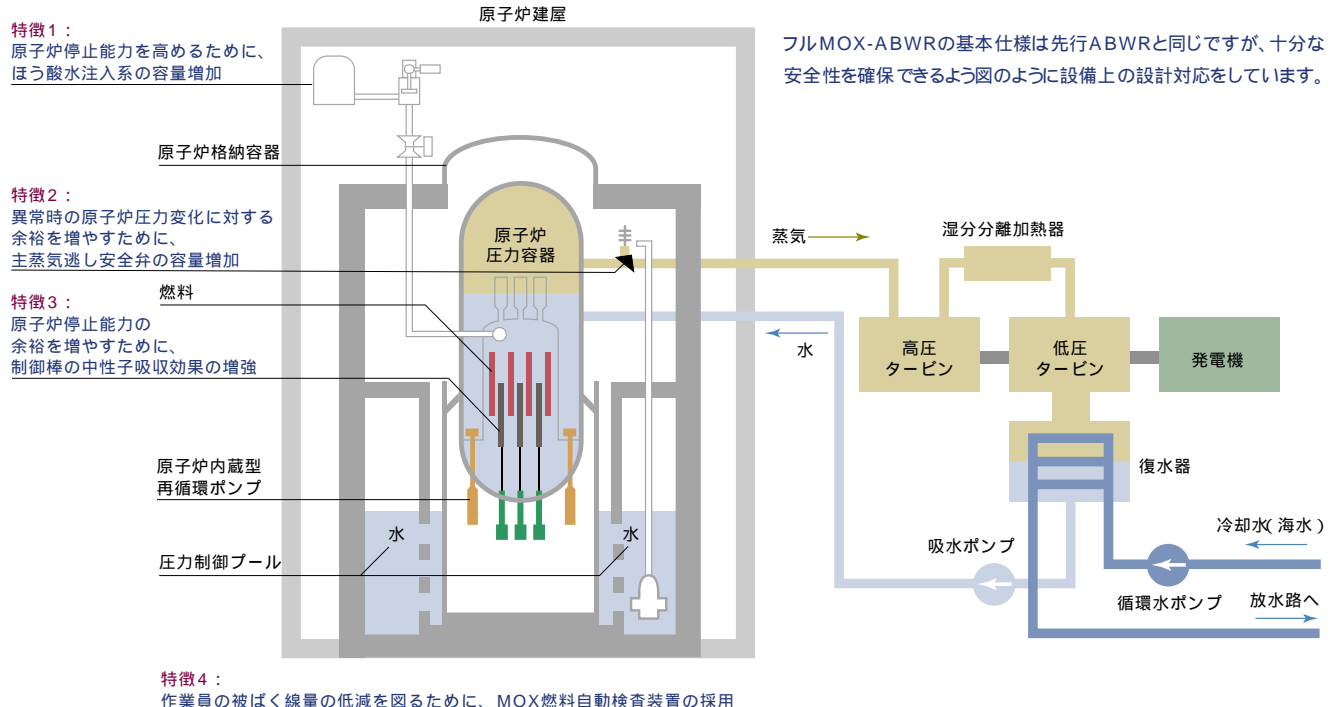 原子炉建屋
特徴1：
原子炉停止能力を高めるために、
ほう酸水注入系の容量増加
フルMOX-ABWRの基本仕様は先行ABWRと同じですが、十分な
安全性を確保できるよう図のように設備上の設計対応をしています。
原子炉格納容器
特徴2：
異常時の原子炉圧力変化に対する
余裕を増やすために、
主蒸気逃し安全弁の容量増加
原子炉
圧力容器
蒸気
湿分分離加熱器
燃料
特徴3：
原子炉停止能力の
余裕を増やすために、
制御棒の中性子吸収効果の増強
水
高圧
タービン
低圧
タービン
発電機
復水器
原子炉内蔵型
再循環ポンプ
水
水
圧力制御プール
吸水ポンプ
冷却水(海水)
循環水ポンプ
放水路へ
特徴4：
作業員の被ばく線量の低減を図るために、MOX燃料自動検査装置の採用